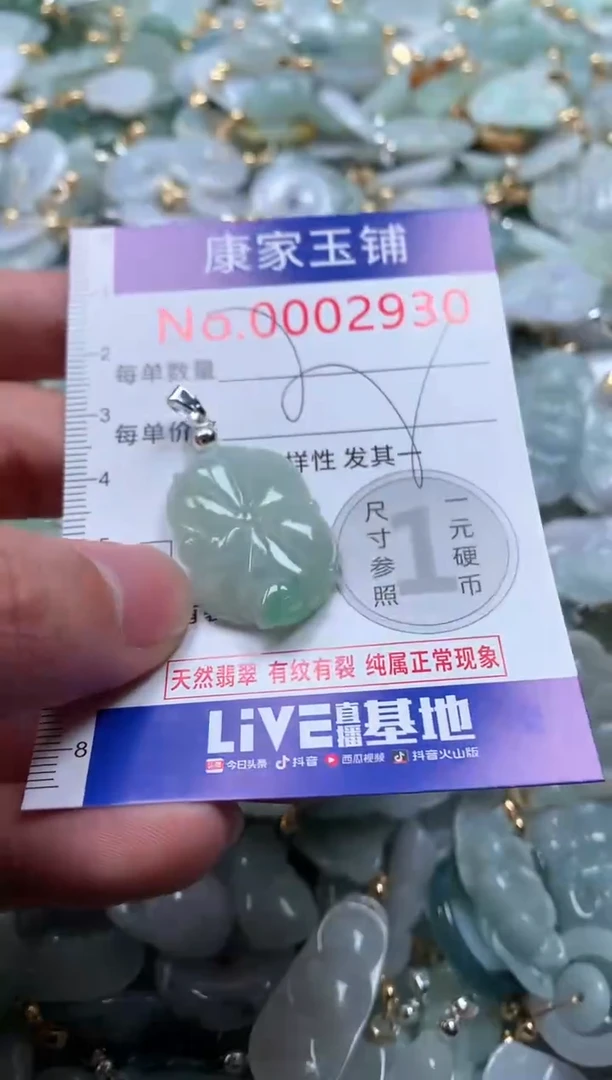 康家玉铺
No.0002930
2
每单数量
3
每单价
4
样性 发其一
尺寸参照
1
一元硬币
天然翡翠 有纹有裂 纯属正常现象
8
LiVE直播基地
今日头条 抖音 西瓜视频 抖音火山版